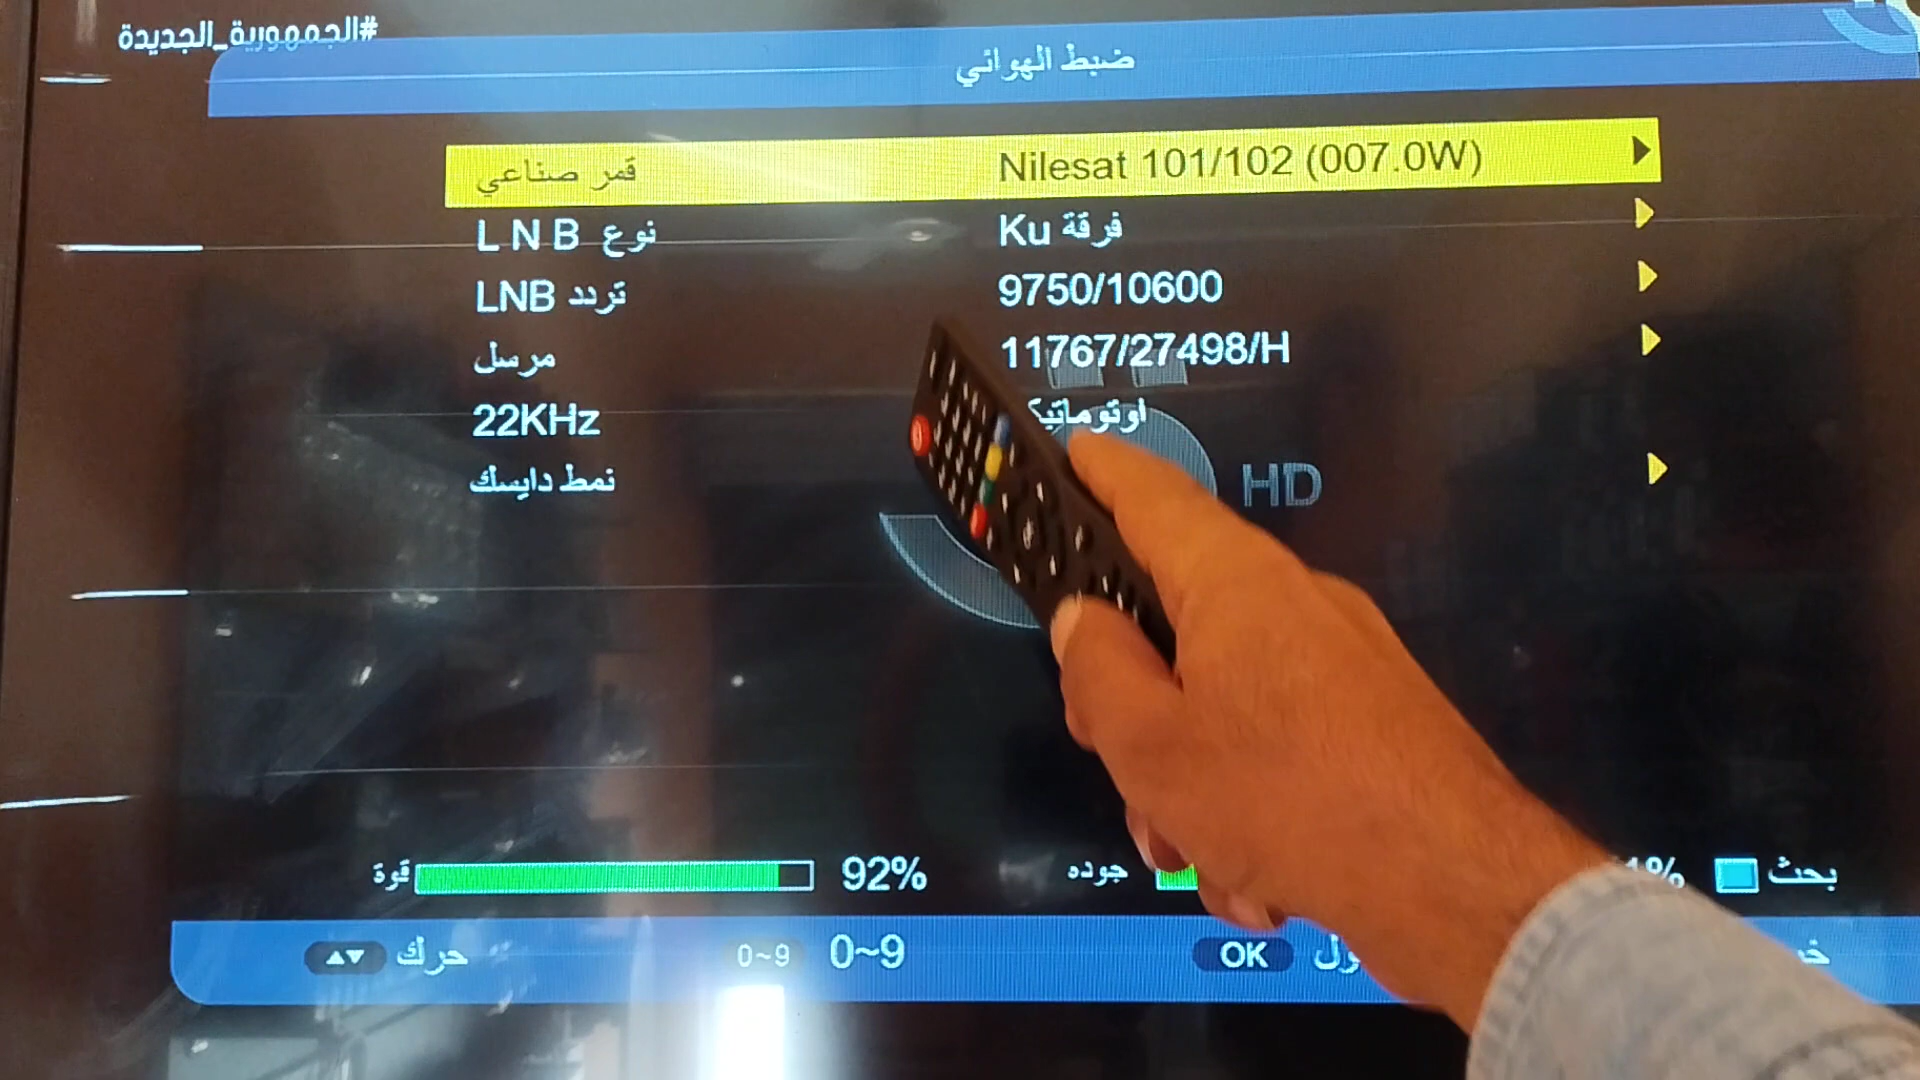 #الجمهورية_الجديدة
ضبط الهوائي
قمر صناعي Nilesat 101/102 (007.0W)
نوع LNB فرقة Ku
تردد LNB 9750/10600
مرسل 11767/27498/H
22KHz
نمط دايسك HD
قوة 92% جوده بحث
حرك 0~9 0~9 OK